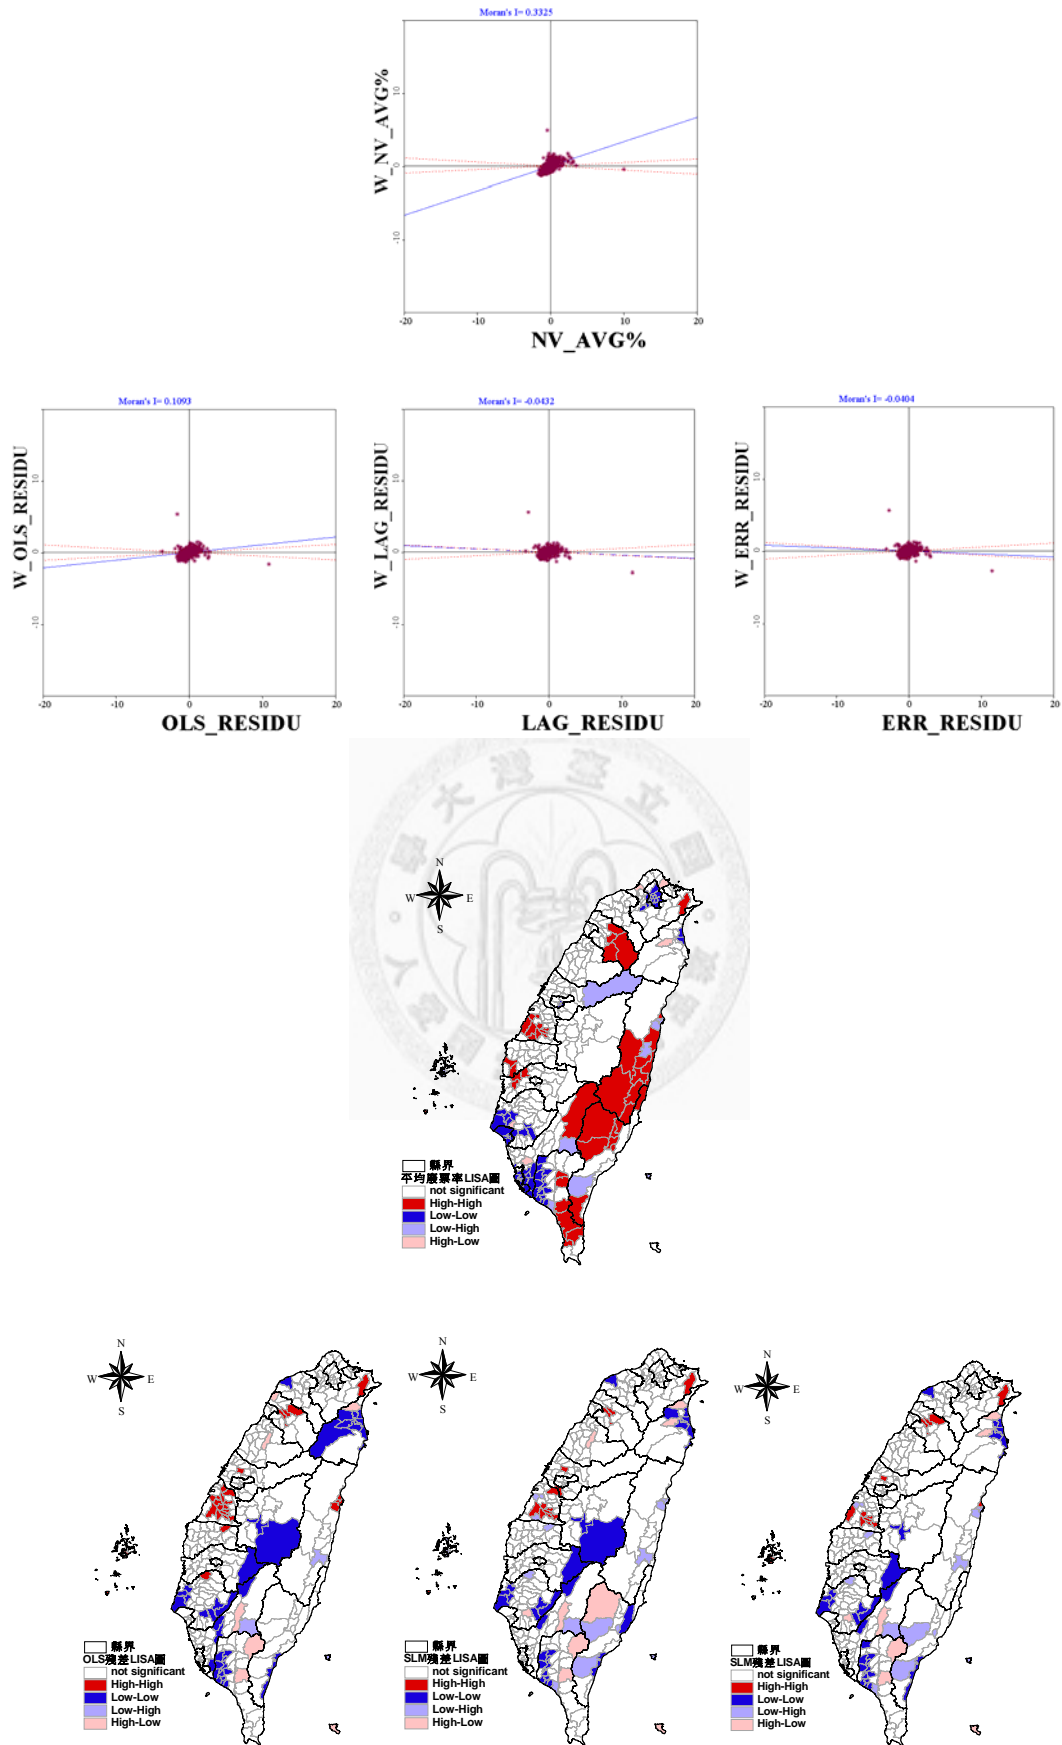 Moran's I= 0.3325
W_NV_AVG%
10
0
-10
-20 -10 0 10 20
NV_AVG%
Moran's I= 0.1093
W_OLS_RESIDU
10
0
-10
-20 -10 0 10 20
OLS_RESIDU
Moran's I= -0.0432
W_LAG_RESIDU
10
0
-10
-20 -10 0 10 20
LAG_RESIDU
Moran's I= -0.0404
W_ERR_RESIDU
10
0
-10
-20 -10 0 10 20
ERR_RESIDU
N
W E
S
縣界
平均廢票率LISA圖
not significant
High-High
Low-Low
Low-High
High-Low
N
W E
S
縣界
OLS殘差LISA圖
not significant
High-High
Low-Low
Low-High
High-Low
N
W E
S
縣界
SLM殘差LISA圖
not significant
High-High
Low-Low
Low-High
High-Low
N
W E
S
縣界
SLM殘差LISA圖
not significant
High-High
Low-Low
Low-High
High-Low